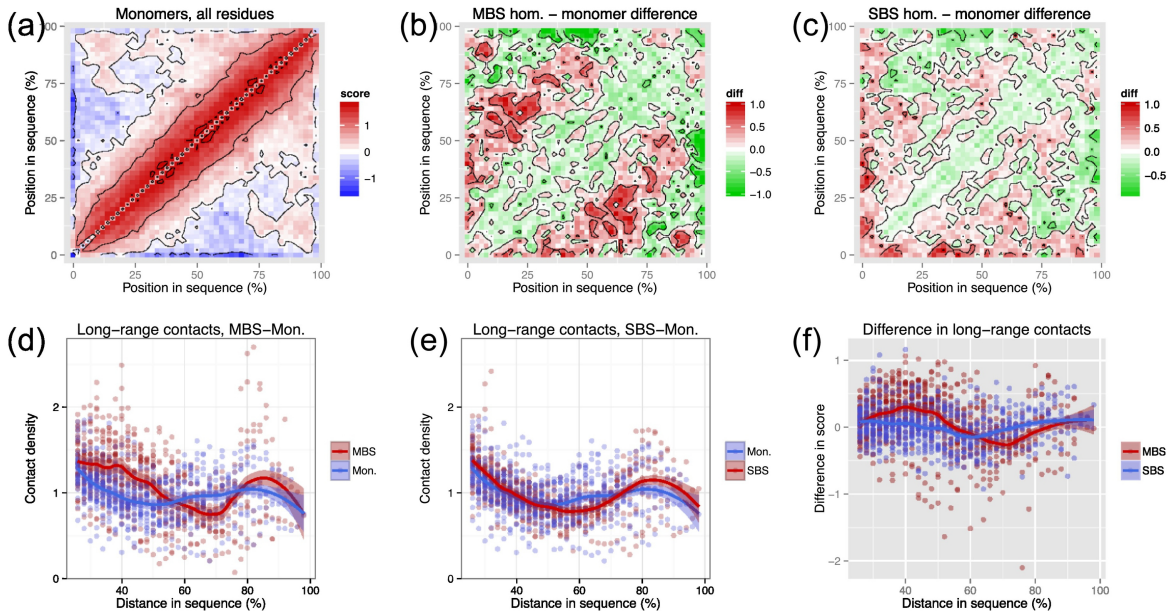 (a)
Monomers, all residues
100
75
50
25
0
Position in sequence (%)
0 25 50 75 100
Position in sequence (%)
score
1
0
−1
(b)
MBS hom. − monomer difference
100
75
50
25
0
Position in sequence (%)
0 25 50 75 100
Position in sequence (%)
diff
1.0
0.5
0.0
−0.5
−1.0
(c)
SBS hom. − monomer difference
100
75
50
25
0
Position in sequence (%)
0 25 50 75 100
Position in sequence (%)
diff
1.0
0.5
0.0
−0.5
(d)
Long−range contacts, MBS−Mon.
2
1
0
Contact density
40 60 80 100
Distance in sequence (%)
MBS
Mon.
(e)
Long−range contacts, SBS−Mon.
2
1
0
Contact density
40 60 80 100
Distance in sequence (%)
Mon.
SBS
(f)
Difference in long−range contacts
1
0
−1
−2
Difference in score
40 60 80 100
Distance in sequence (%)
MBS
SBS